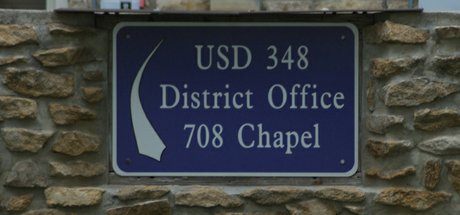 USD 348
District Office
708 Chapel